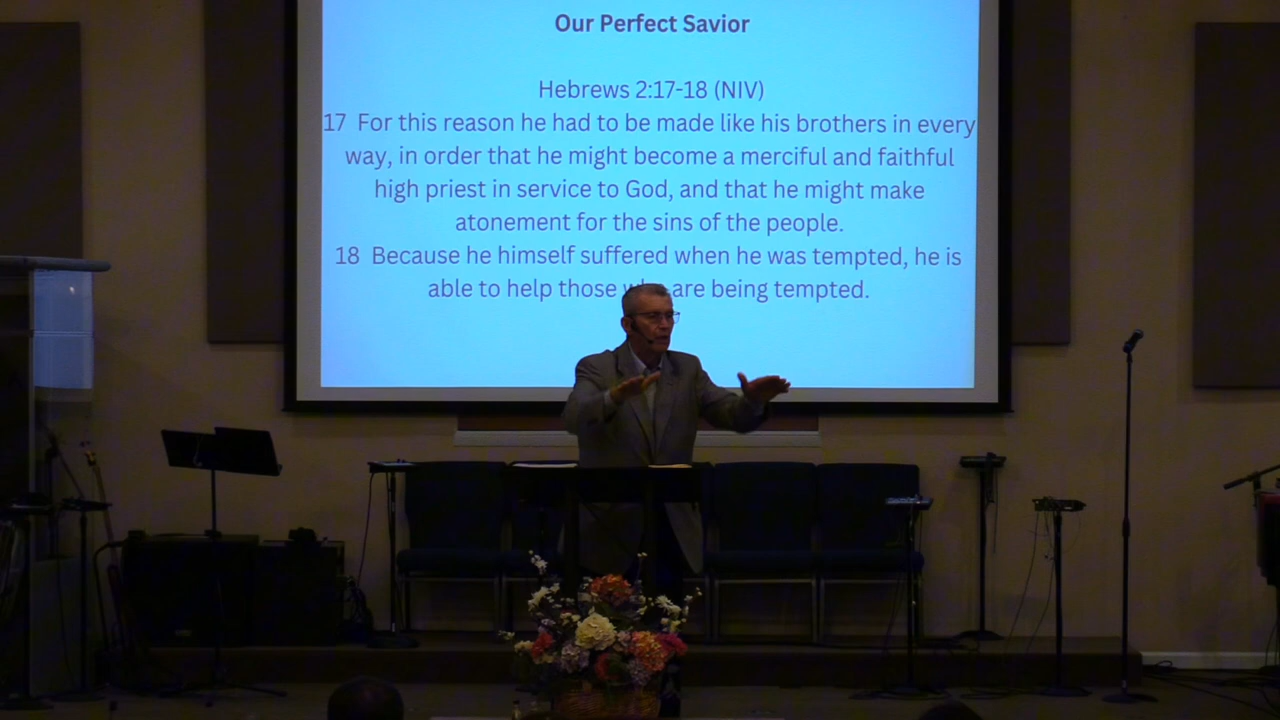 Our Perfect Savior
Hebrews 2:17-18 (NIV)
17 For this reason he had to be made like his brothers in every
way, in order that he might become a merciful and faithful
high priest in service to God, and that he might make
atonement for the sins of the people.
18 Because he himself suffered when he was tempted, he is
able to help those who are being tempted.